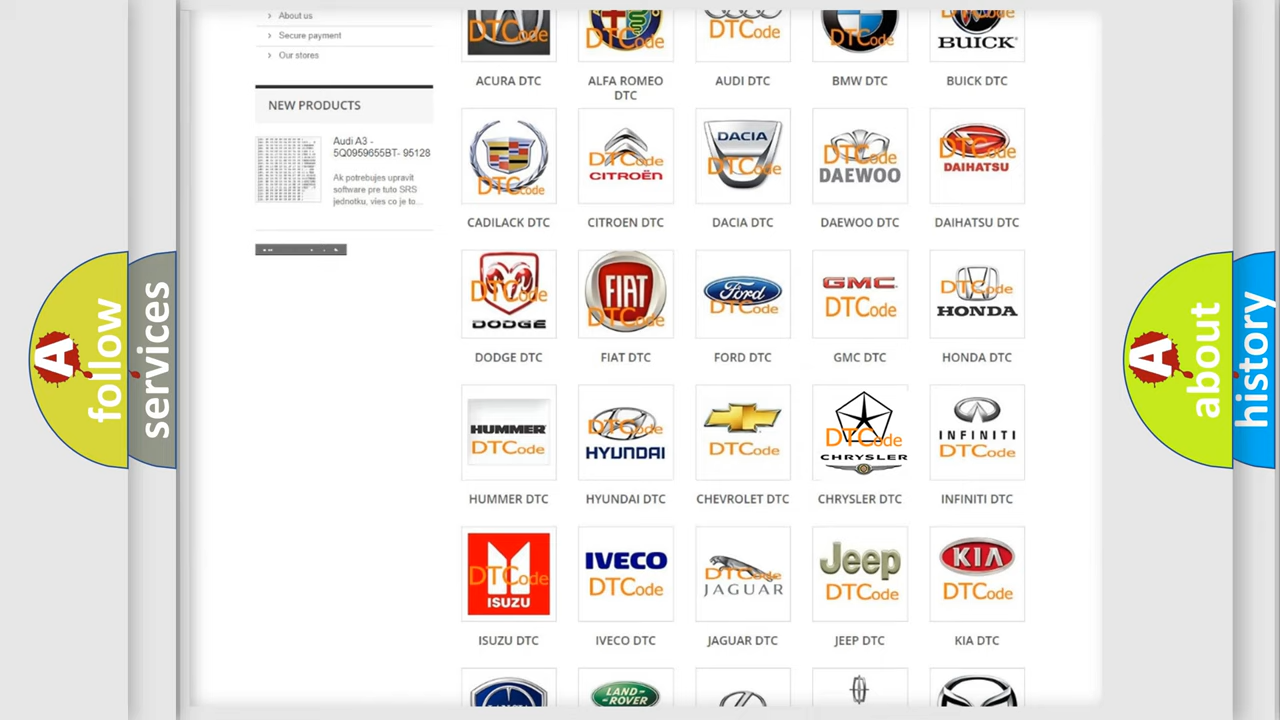 About us
Secure payment
Our stores
NEW PRODUCTS
Audi A3 -
5Q0959655BT- 95128
Ak potrebujes upravit
software pre tuto SRS
jednotku, vies co je to...
DTCode
DTCode
DTCode
DTCode
BUICK
ACURA DTC
ALFA ROMEO
DTC
AUDI DTC
BMW DTC
BUICK DTC
DTCode
DTCode
CITROËN
DACIA
DTCode
DTCode
DAEWOO
DTCode
DAIHATSU
CADILACK DTC
CITROEN DTC
DACIA DTC
DAEWOO DTC
DAIHATSU DTC
DTCode
DODGE
FIAT
DTCode
Ford
DTCode
GMC
DTCode
DTCode
HONDA
DODGE DTC
FIAT DTC
FORD DTC
GMC DTC
HONDA DTC
HUMMER
DTCode
DTCode
HYUNDAI
DTCode
DTCode
CHRYSLER
INFINITI
DTCode
HUMMER DTC
HYUNDAI DTC
CHEVROLET DTC
CHRYSLER DTC
INFINITI DTC
DTCode
ISUZU
IVECO
DTCode
DTCode
JAGUAR
Jeep
DTCode
KIA
DTCode
ISUZU DTC
IVECO DTC
JAGUAR DTC
JEEP DTC
KIA DTC
LAND-
ROVER
A
follow
services
A
about
history